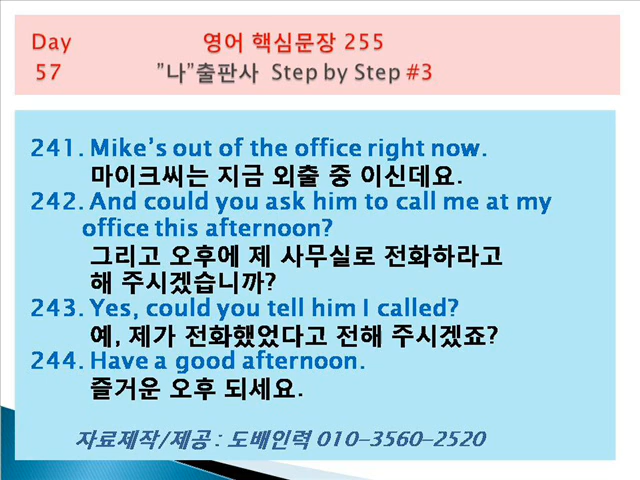 Day 영어 핵심문장 255
57 ”나”출판사 Step by Step #3
241. Mike’s out of the office right now.
마이크씨는 지금 외출 중 이신데요.
242. And could you ask him to call me at my
office this afternoon?
그리고 오후에 제 사무실로 전화하라고
해 주시겠습니까?
243. Yes, could you tell him I called?
예, 제가 전화했었다고 전해 주시겠죠?
244. Have a good afternoon.
즐거운 오후 되세요.
자료제작/제공 : 도배인력 010-3560-2520